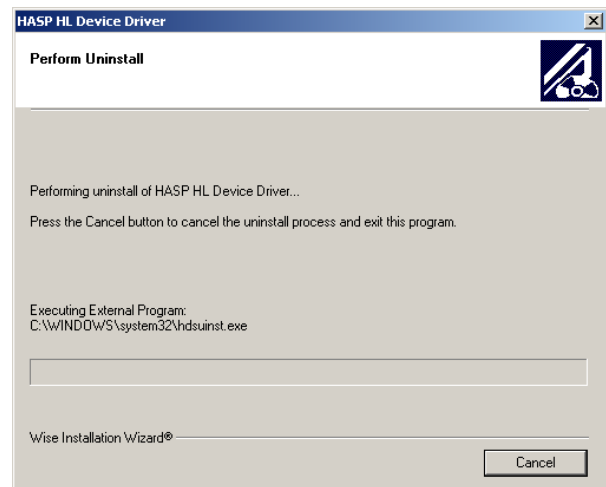 HASP HL Device Driver
Perform Uninstall
Performing uninstall of HASP HL Device Driver...
Press the Cancel button to cancel the uninstall process and exit this program.
Executing External Program:
C:\WINDOWS\system32\hdsuinst.exe
Wise Installation Wizard®
Cancel